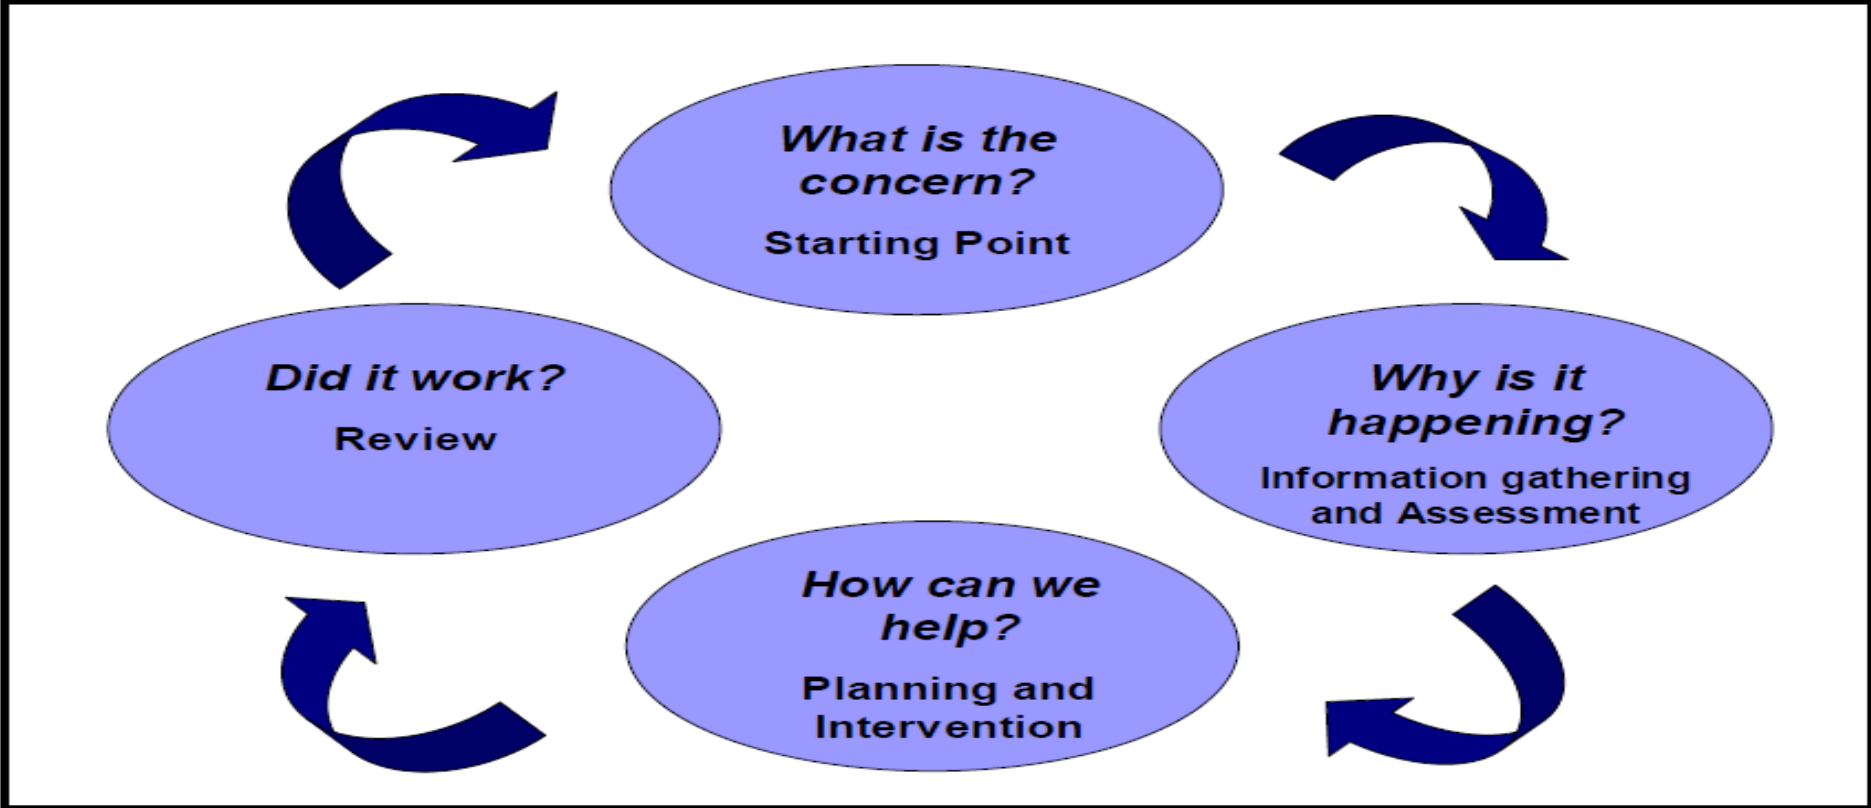 What is the
concern?
Starting Point
Why is it
happening?
Information gathering
and Assessment
How can we
help?
Planning and
Intervention
Did it work?
Review